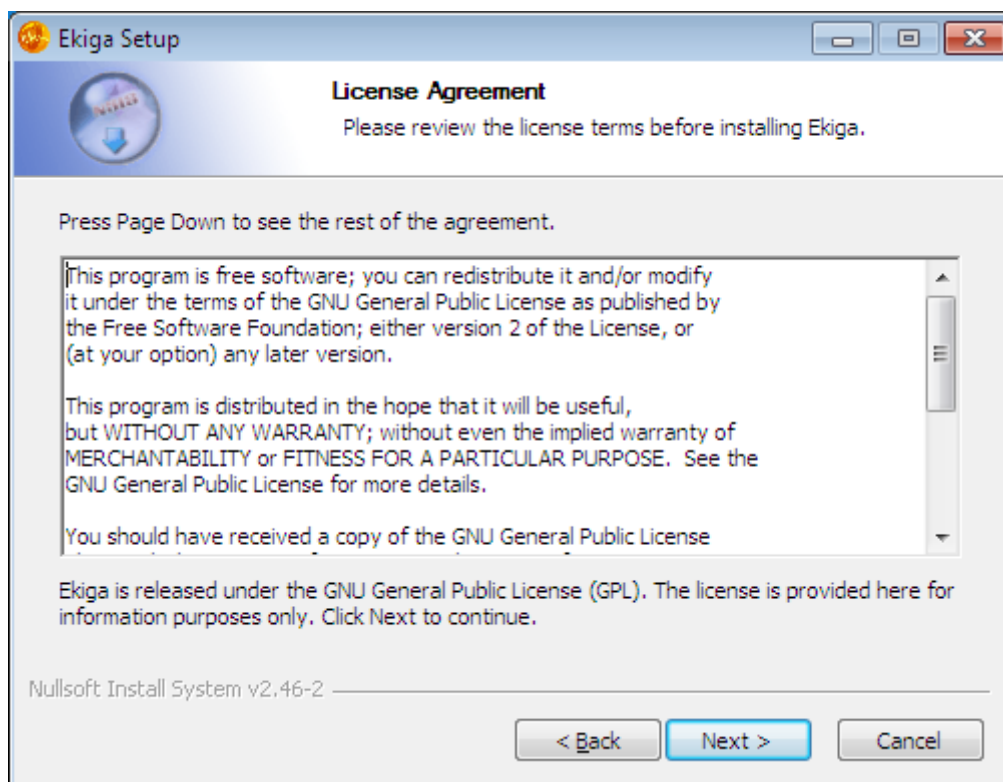 Ekiga Setup
License Agreement
Please review the license terms before installing Ekiga.
Press Page Down to see the rest of the agreement.
This program is free software; you can redistribute it and/or modify
it under the terms of the GNU General Public License as published by
the Free Software Foundation; either version 2 of the License, or
(at your option) any later version.
This program is distributed in the hope that it will be useful,
but WITHOUT ANY WARRANTY; without even the implied warranty of
MERCHANTABILITY or FITNESS FOR A PARTICULAR PURPOSE.  See the
GNU General Public License for more details.
You should have received a copy of the GNU General Public License
Ekiga is released under the GNU General Public License (GPL). The license is provided here for
information purposes only. Click Next to continue.
Nullsoft Install System v2.46-2
< Back
Next >
Cancel